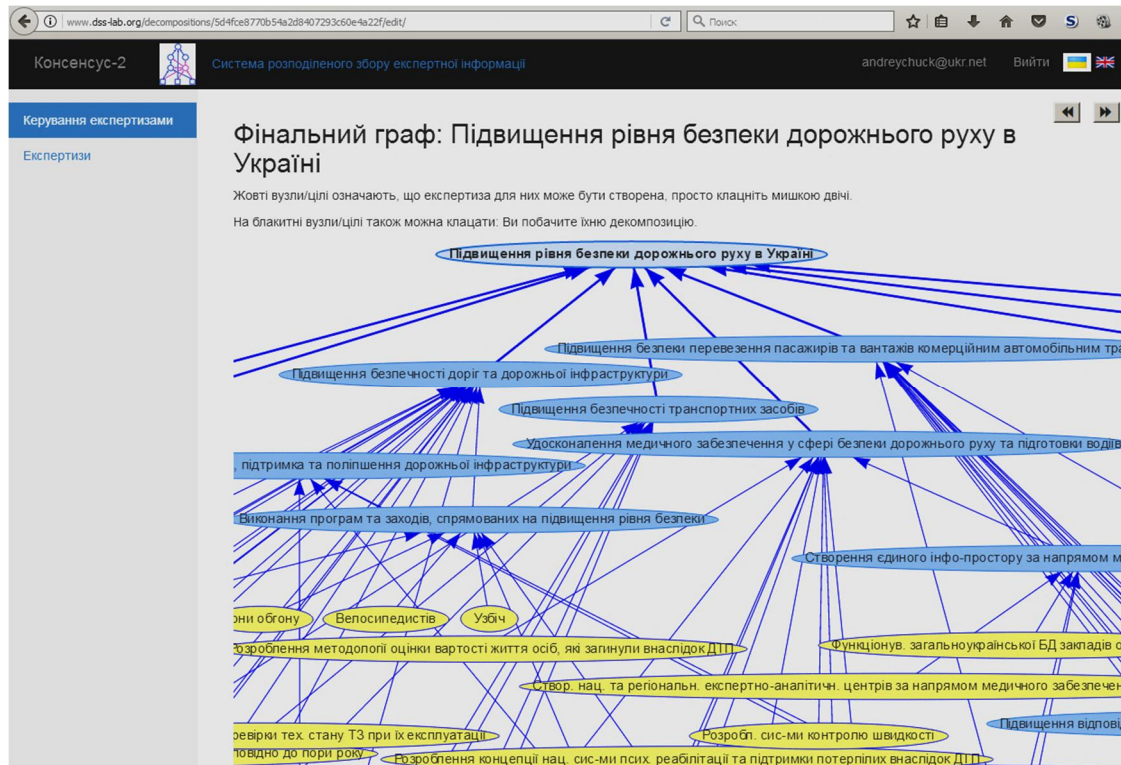 www.dss-lab.org/decompositions/5d4fce8770b54a2d8407293c60e4a22f/edit/
Поиск
Консенсус-2
Система розподіленого збору експертної інформації
andreychuck@ukr.net
Вийти
Керування експертизами
Експертизи
Фінальний граф: Підвищення рівня безпеки дорожнього руху в
Україні
Жовті вузли/цілі означають, що експертиза для них може бути створена, просто клацніть мишкою двічі.
На блакитні вузли/цілі також можна клацати: Ви побачите їхню декомпозицію.
Підвищення рівня безпеки дорожнього руху в Україні
Підвищення безпеки перевезення пасажирів та вантажів комерційним автомобільним тра
Підвищення безпечності доріг та дорожньої інфраструктури
Підвищення безпечності транспортних засобів
Удосконалення медичного забезпечення у сфері безпеки дорожнього руху та підготовки водіїв
, підтримка та поліпшення дорожньої інфраструктури
Виконання програм та заходів, спрямованих на підвищення рівня безпеки
Створення єдиного інфо-простору за напрямом м
они обгону
Велосипедистів
Узбіч
Розроблення методології оцінки вартості життя осіб, які загинули внаслідок ДТП
Функціонув. загальноукраїнської БД закладів о
Створ. нац. та регіональн. експертно-аналітичн. центрів за напрямом медичного забезпечен
Підвищення відпові
ревірки тех. стану ТЗ при їх експлуатації
Розробл. сис-ми контролю швидкості
повідно до пори року
Розроблення концепції нац. сис-ми псих. реабілітації та підтримки потерпілих внаслідок ДТП